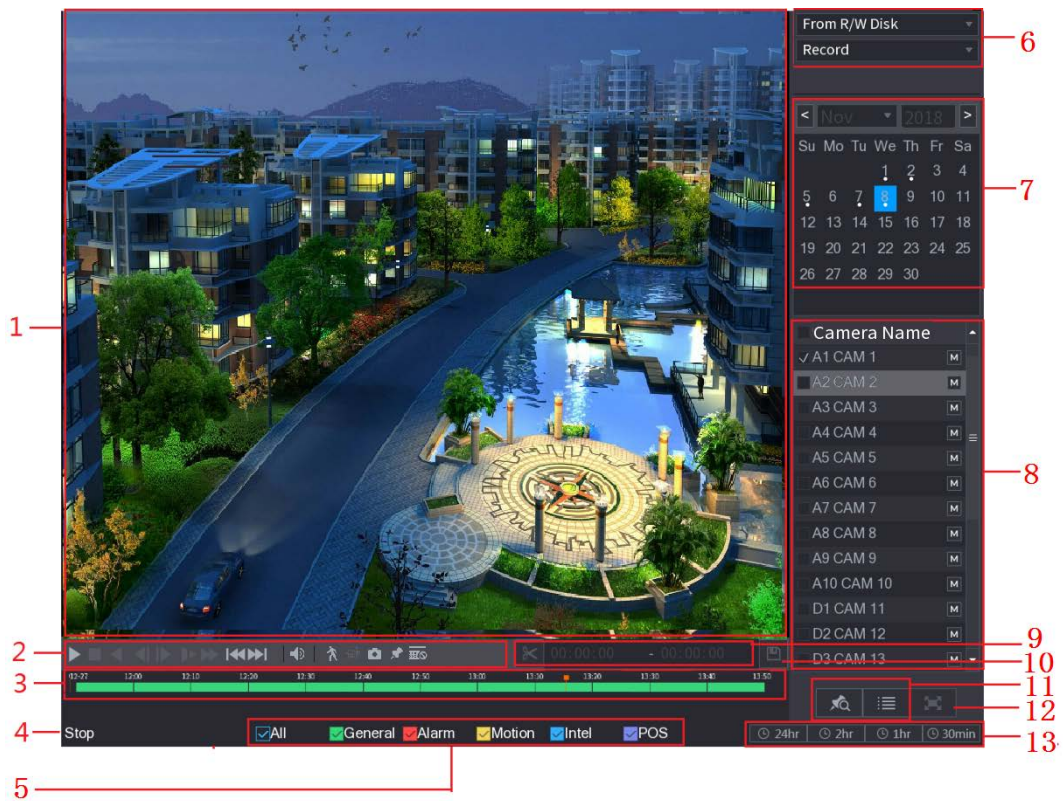 From R/W Disk
Record
6
< Nov 2018 >
Su Mo Tu We Th Fr Sa
1 2 3 4
5 6 7 8 9 10 11
12 13 14 15 16 17 18
19 20 21 22 23 24 25
26 27 28 29 30
7
1
Camera Name
A1 CAM 1 M
A2 CAM 2 M
A3 CAM 3 M
A4 CAM 4 M
A5 CAM 5 M
A6 CAM 6 M
A7 CAM 7 M
A8 CAM 8 M
A9 CAM 9 M
A10 CAM 10 M
D1 CAM 11 M
D2 CAM 12 M
D3 CAM 13 M
8
9
2
00:00:00 - 00:00:00
10
3
12:00 12:10 12:20 12:30 12:40 12:50 13:00 13:10 13:20 13:30 13:40 13:50
11
12
4
Stop
All General Alarm Motion Intel POS
24hr 2hr 1hr 30min
13
5